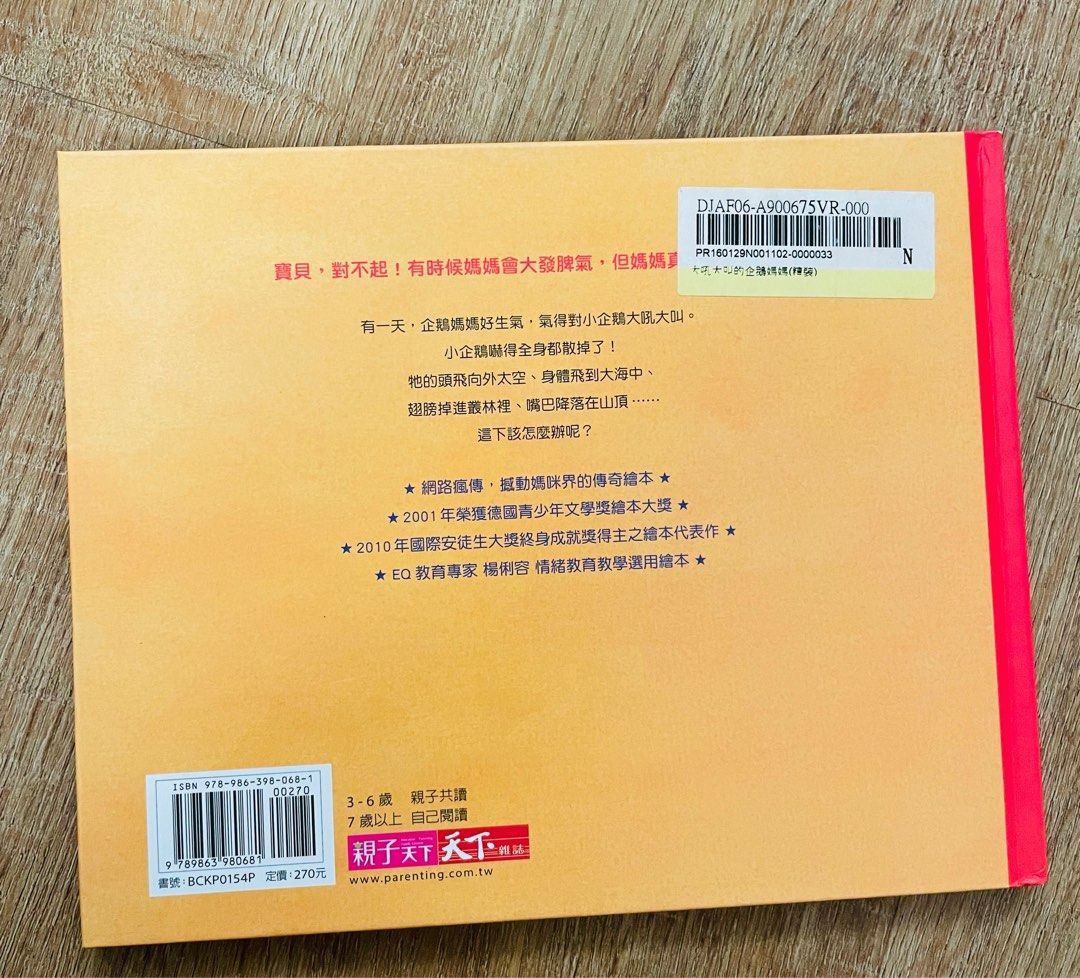 DJAF06-A900675VR-000
PR160129N001102-0000033
N
大吼大叫的企鵝媽媽(精裝)
寶貝，對不起！有時候媽媽會大發脾氣，但媽媽真
有一天，企鵝媽媽好生氣，氣得對小企鵝大吼大叫。
小企鵝嚇得全身都散掉了！
牠的頭飛向外太空、身體飛到大海中、
翅膀掉進叢林裡、嘴巴降落在山頂……
這下該怎麼辦呢？
★ 網路瘋傳，撼動媽咪界的傳奇繪本 ★
★ 2001年榮獲德國青少年文學獎繪本大獎 ★
★ 2010年國際安徒生大獎終身成就獎得主之繪本代表作 ★
★ EQ 教育專家 楊俐容 情緒教育教學選用繪本 ★
ISBN 978-986-398-068-1
00270
9 789863 980681
書號：BCKP0154P 定價：270元
3-6歲 親子共讀
7歲以上 自己閱讀
親子天下 天下雜誌
www.parenting.com.tw